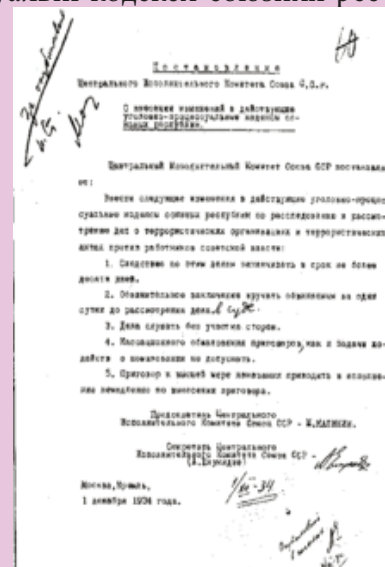 Постановление
Центрального Исполнительного Комитета Союза С.С.Р.
О внесении изменений в действующие
уголовно-процессуальные кодексы со-
юзных республик.
Центральный Исполнительный Комитет Союза ССР постановля-
ет:
Внести следующие изменения в действующие уголовно-процес-
суальные кодексы союзных республик по расследованию и рассмо-
трению дел о террористических организациях и террористических
актах против работников советской власти:
1. Следствие по этим делам заканчивать в срок не более
десяти дней.
2. Обвинительное заключение вручать обвиняемым за одни
сутки до рассмотрения дела в суде.
3. Дела слушать без участия сторон.
4. Кассационного обжалования приговоров, как и подачи хо-
датайств о помиловании не допускать.
5. Приговор к высшей мере наказания приводить в исполне-
ние немедленно по вынесении приговора.
Председатель Центрального
Исполнительного Комитета Союза ССР - М.КАЛИНИН.
Секретарь Центрального
Исполнительного Комитета Союза ССР -
(А.Енукидзе)
Москва, Кремль,
1 декабря 1934 года.